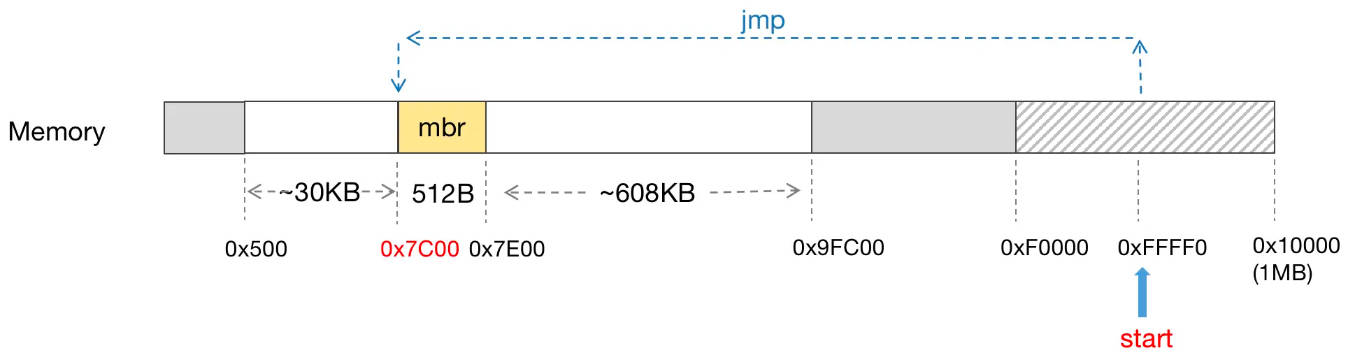 jmp
Memory
mbr
~30KB
512B
~608KB
0x500
0x7C00
0x7E00
0x9FC00
0xF0000
0xFFFF0
0x10000
(1MB)
start